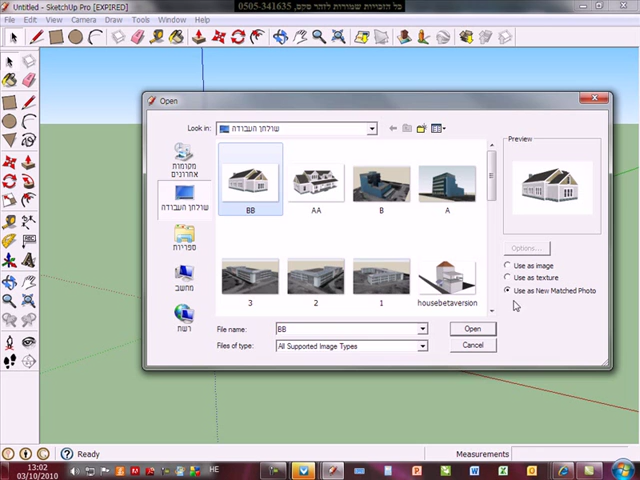 Untitled - SketchUp Pro [EXPIRED]
כל הזכויות שמורות לזהר סקס, 0505-341635
File Edit View Camera Draw Tools Window Help
Open
Look in: שולחן העבודה
Preview
מקומות אחרונים
שולחן העבודה
ספריות
מחשב
רשת
BB AA B A
3 2 1 housebetaversion
Options...
Use as image
Use as texture
Use as New Matched Photo
File name: BB Open
Files of type: All Supported Image Types Cancel
Ready Measurements
13:02
03/10/2010
HE